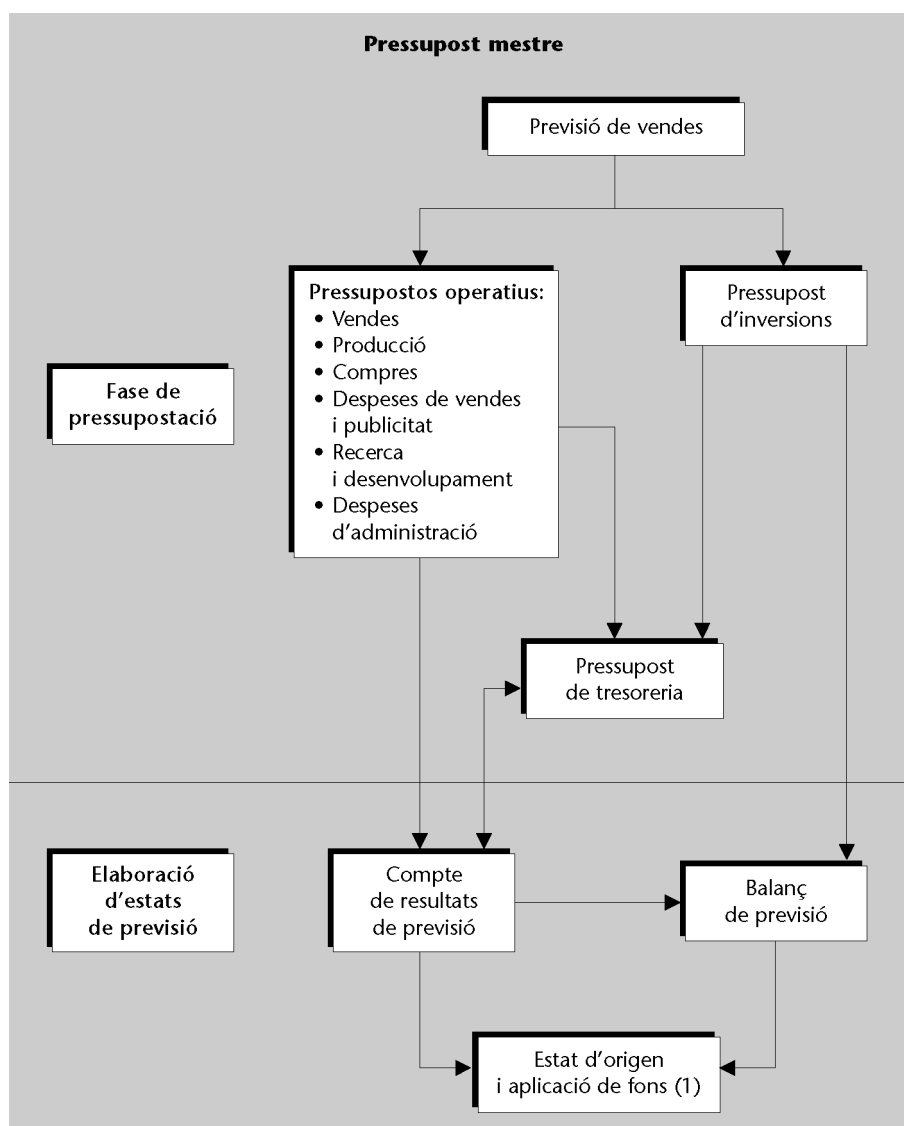 Pressupost mestre
Previsió de vendes
Pressupostos operatius:
• Vendes
• Producció
• Compres
• Despeses de vendes
i publicitat
• Recerca
i desenvolupament
• Despeses
d’administració
Pressupost
d’inversions
Fase de
pressupostació
Pressupost
de tresoreria
Elaboració
d’estats
de previsió
Compte
de resultats
de previsió
Balanç
de previsió
Estat d’origen
i aplicació de fons (1)